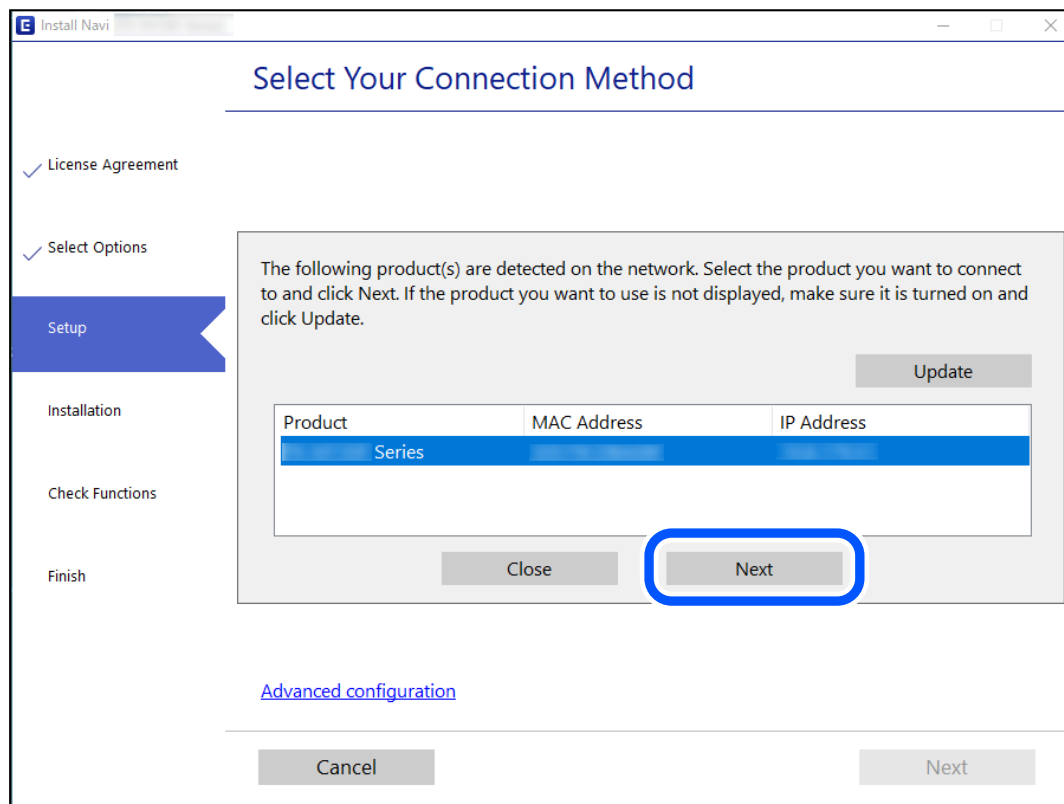 Install Navi
Select Your Connection Method
License Agreement
Select Options
Setup
Installation
Check Functions
Finish
The following product(s) are detected on the network. Select the product you want to connect
to and click Next. If the product you want to use is not displayed, make sure it is turned on and
click Update.
Update
Product MAC Address IP Address
Series
Close Next
Advanced configuration
Cancel Next